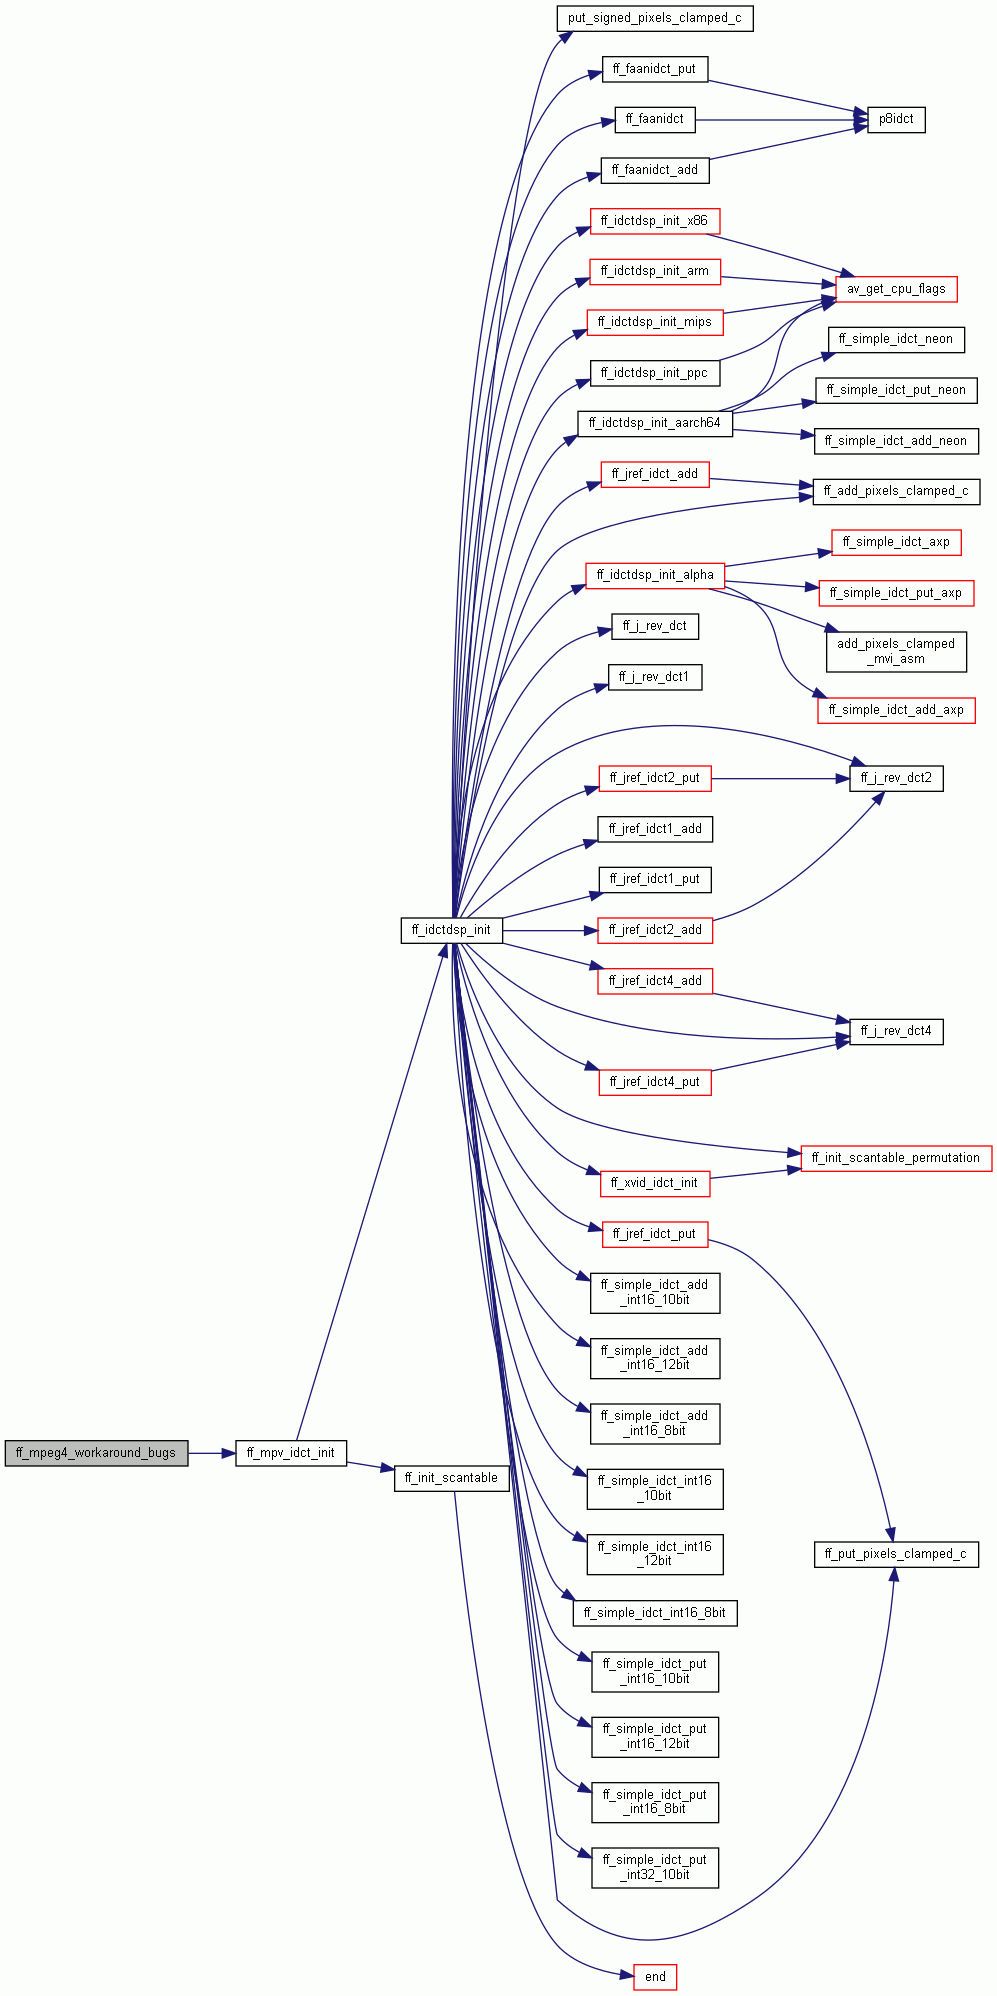 put_signed_pixels_clamped_c
ff_faanidct_put
ff_faanidct
p8idct
ff_faanidct_add
ff_idctdsp_init_x86
ff_idctdsp_init_arm
av_get_cpu_flags
ff_idctdsp_init_mips
ff_simple_idct_neon
ff_idctdsp_init_ppc
ff_simple_idct_put_neon
ff_idctdsp_init_aarch64
ff_simple_idct_add_neon
ff_jref_idct_add
ff_add_pixels_clamped_c
ff_simple_idct_axp
ff_idctdsp_init_alpha
ff_simple_idct_put_axp
ff_j_rev_dct
add_pixels_clamped
_mvi_asm
ff_j_rev_dct1
ff_simple_idct_add_axp
ff_jref_idct2_put
ff_j_rev_dct2
ff_jref_idct1_add
ff_jref_idct1_put
ff_idctdsp_init
ff_jref_idct2_add
ff_jref_idct4_add
ff_j_rev_dct4
ff_jref_idct4_put
ff_init_scantable_permutation
ff_xvid_idct_init
ff_jref_idct_put
ff_simple_idct_add
_int16_10bit
ff_simple_idct_add
_int16_12bit
ff_simple_idct_add
_int16_8bit
ff_mpeg4_workaround_bugs
ff_mpv_idct_init
ff_init_scantable
ff_simple_idct_int16
_10bit
ff_simple_idct_int16
_12bit
ff_put_pixels_clamped_c
ff_simple_idct_int16_8bit
ff_simple_idct_put
_int16_10bit
ff_simple_idct_put
_int16_12bit
ff_simple_idct_put
_int16_8bit
ff_simple_idct_put
_int32_10bit
end